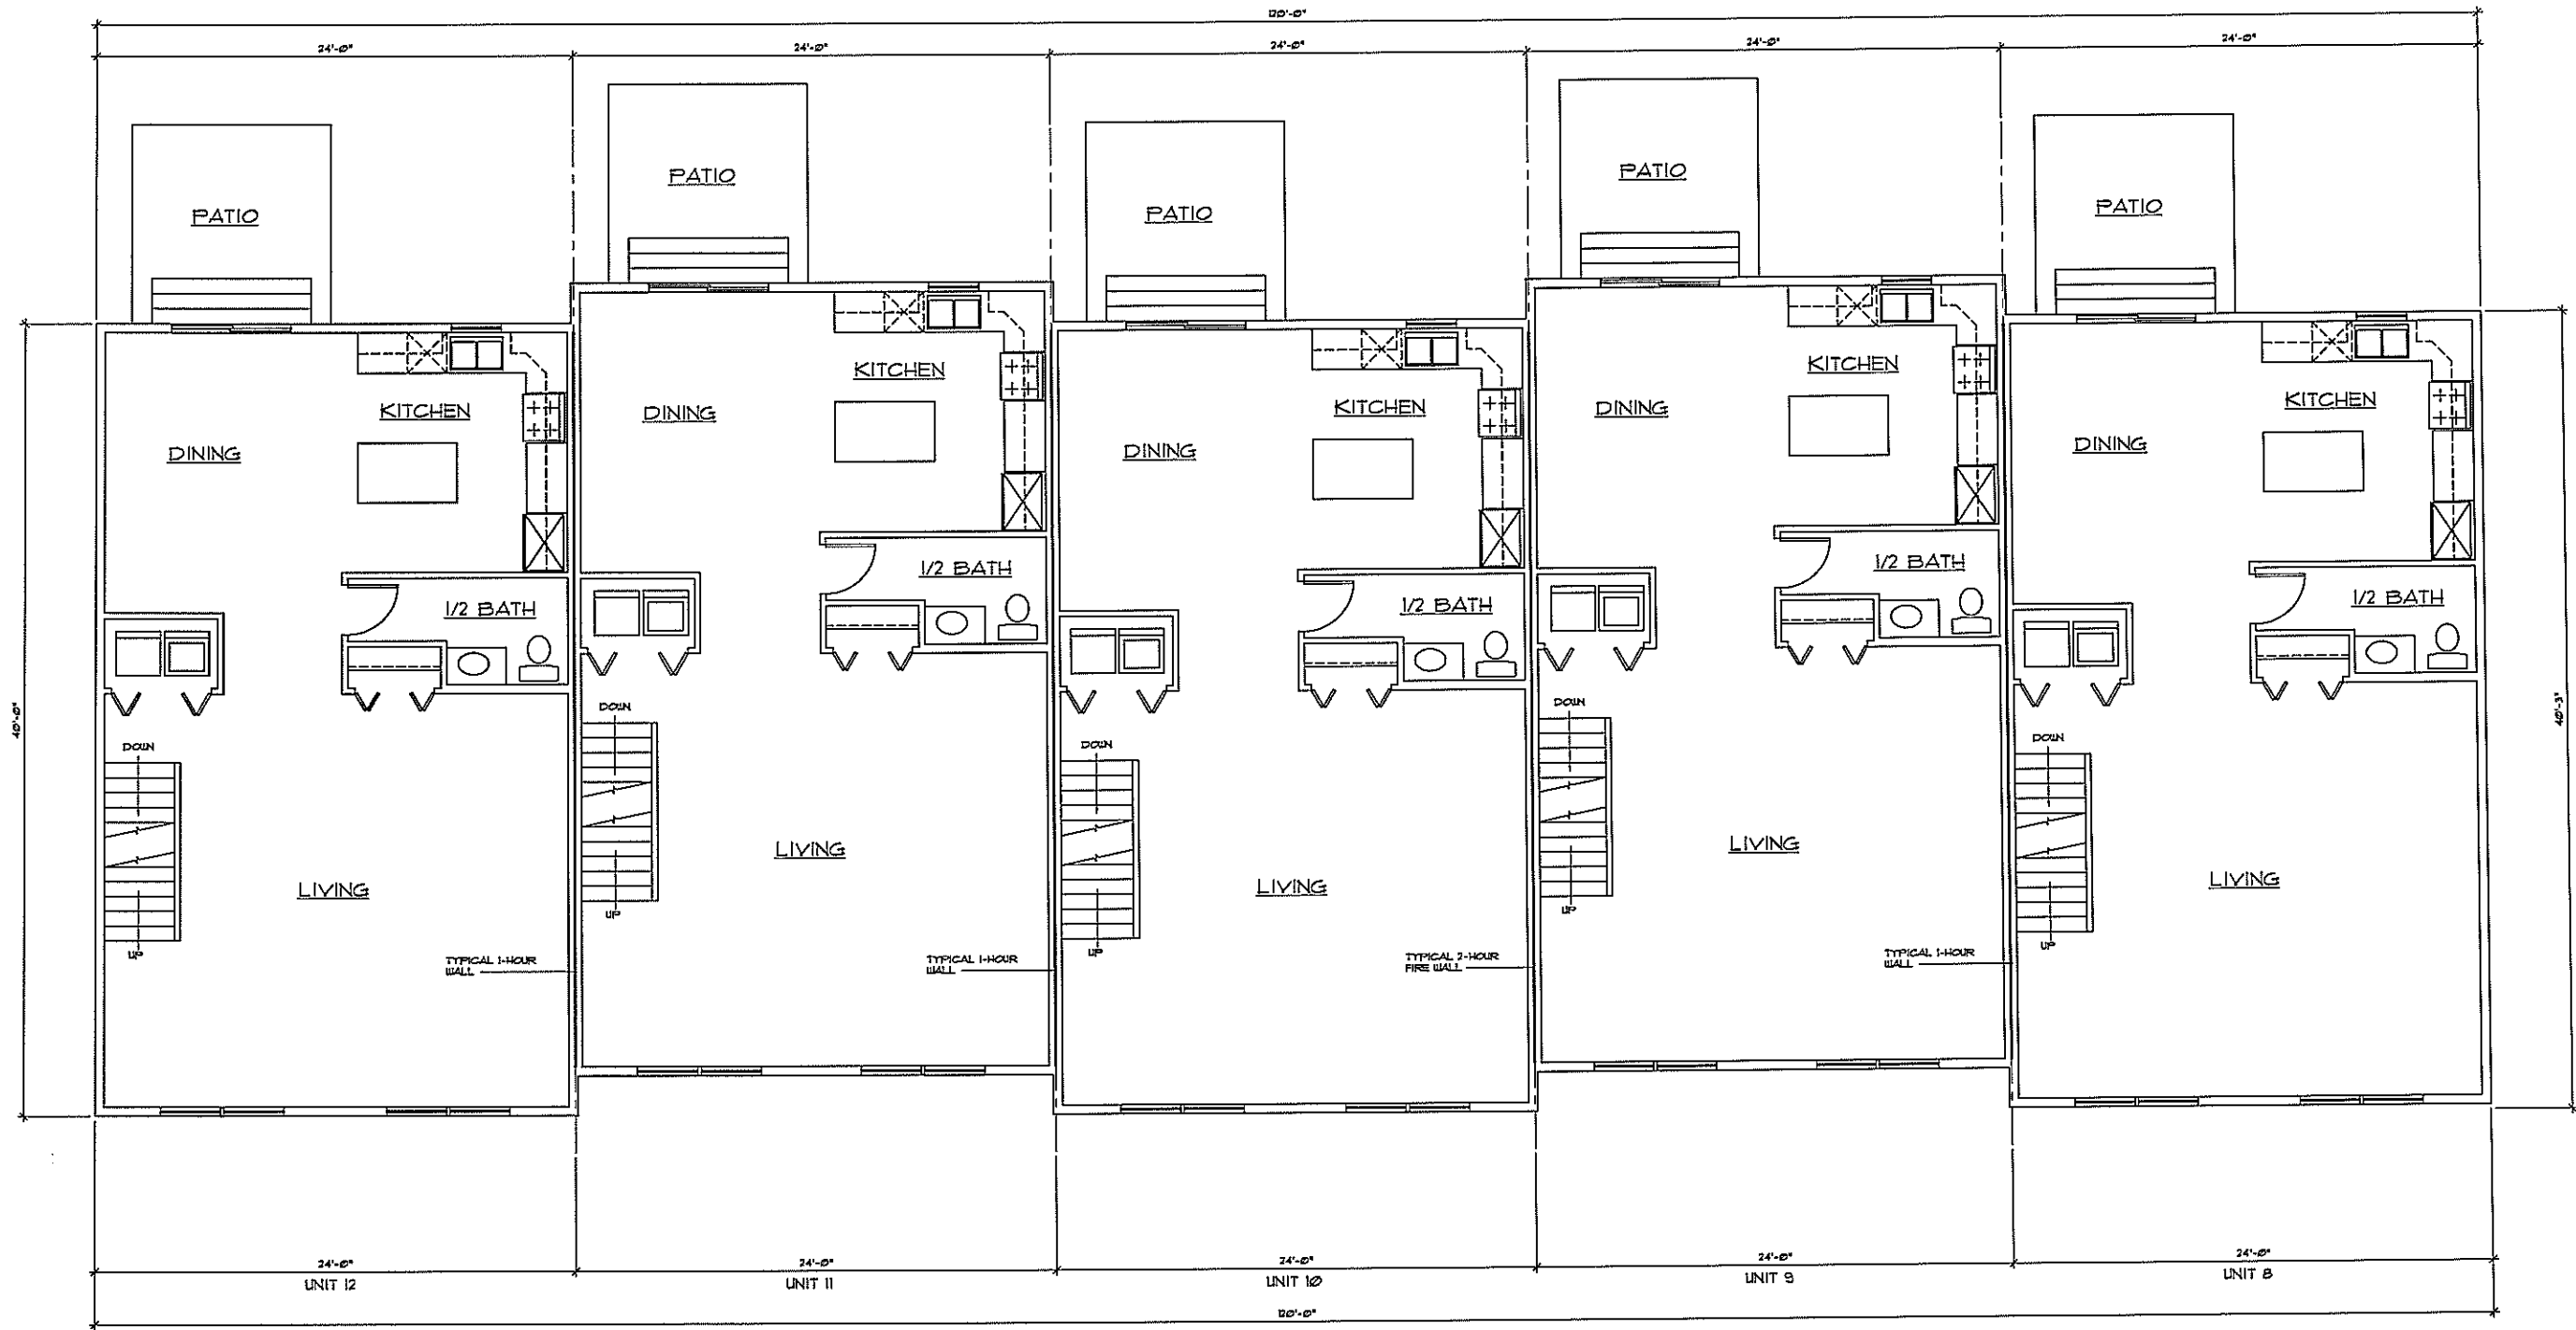 120'-0"
24'-0" 24'-0" 24'-0" 24'-0" 24'-0"
PATIO PATIO PATIO PATIO PATIO
KITCHEN KITCHEN KITCHEN KITCHEN KITCHEN
DINING DINING DINING DINING DINING
1/2 BATH 1/2 BATH 1/2 BATH 1/2 BATH 1/2 BATH
40'-0" 40'-3"
DOWN DOWN DOWN DOWN DOWN
LIVING LIVING LIVING LIVING LIVING
UP UP UP UP UP
TYPICAL 1-HOUR
WALL
TYPICAL 1-HOUR
WALL
TYPICAL 2-HOUR
FIRE WALL
TYPICAL 1-HOUR
WALL
24'-0" 24'-0" 24'-0" 24'-0" 24'-0"
UNIT 12 UNIT 11 UNIT 10 UNIT 9 UNIT 8
120'-0"